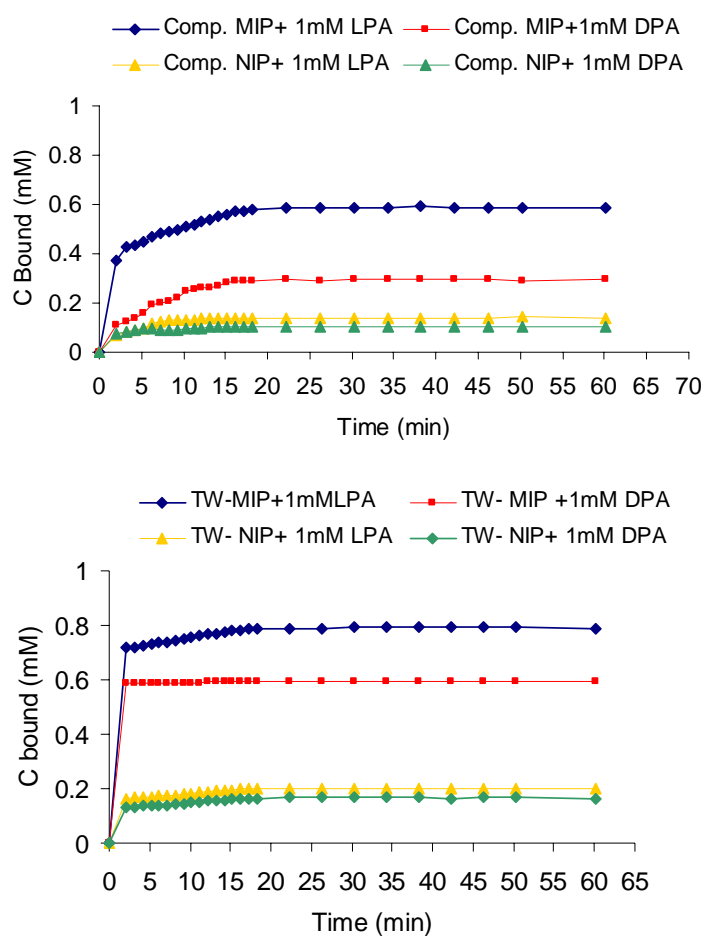 Comp. MIP+ 1mM LPA Comp. MIP+1mM DPA
Comp. NIP+ 1mM LPA Comp. NIP+ 1mM DPA
C Bound (mM)
1
0.8
0.6
0.4
0.2
0
0 5 10 15 20 25 30 35 40 45 50 55 60 65 70
Time (min)
TW-MIP+1mMLPA TW- MIP +1mM DPA
TW- NIP+ 1mM LPA TW- NIP+ 1mM DPA
C bound (mM)
1
0.8
0.6
0.4
0.2
0
0 5 10 15 20 25 30 35 40 45 50 55 60 65
Time (min)